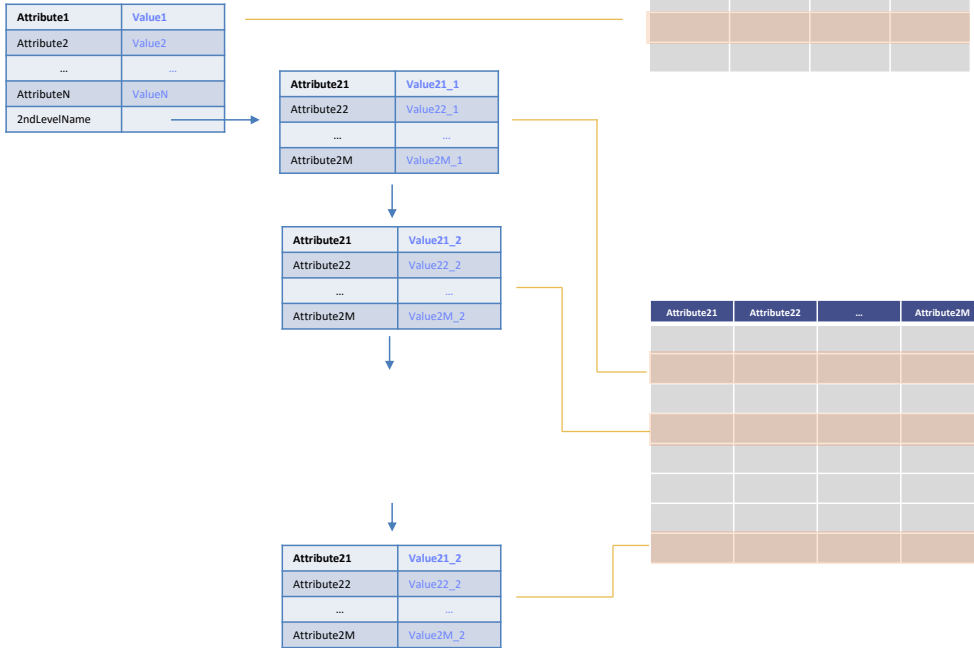 Attribute1 Value1
Attribute2 Value2
... ...
AttributeN ValueN
2ndLevelName
Attribute21 Value21_1
Attribute22 Value22_1
... ...
Attribute2M Value2M_1
Attribute21 Value21_2
Attribute22 Value22_2
... ...
Attribute2M Value2M_2
Attribute21 Attribute22 ... Attribute2M
Attribute21 Value21_2
Attribute22 Value22_2
... ...
Attribute2M Value2M_2